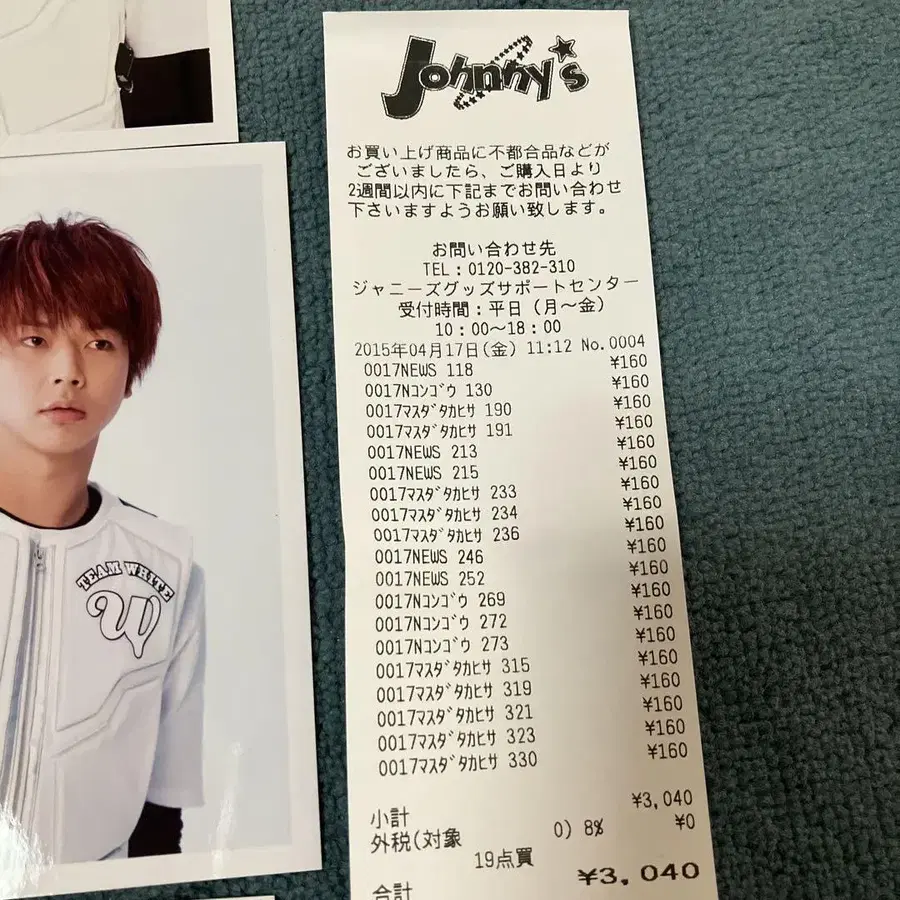 Johnny's
お買い上げ商品に不都合品などが
ございましたら、ご購入日より
2週間以内に下記までお問い合わせ
下さいますようお願い致します。
お問い合わせ先
TEL：0120-382-310
ジャニーズグッズサポートセンター
受付時間：平日（月～金）
10：00～18：00
2015年04月17日(金) 11:12 No.0004
0017NEWS 118 ¥160
0017Nｺﾝｺﾞｳ 130 ¥160
0017ﾏｽﾀﾞﾀｶﾋｻ 190 ¥160
0017ﾏｽﾀﾞﾀｶﾋｻ 191 ¥160
0017NEWS 213 ¥160
0017NEWS 215 ¥160
0017ﾏｽﾀﾞﾀｶﾋｻ 233 ¥160
0017ﾏｽﾀﾞﾀｶﾋｻ 234 ¥160
0017ﾏｽﾀﾞﾀｶﾋｻ 236 ¥160
0017NEWS 246 ¥160
0017NEWS 252 ¥160
0017Nｺﾝｺﾞｳ 269 ¥160
0017Nｺﾝｺﾞｳ 272 ¥160
0017Nｺﾝｺﾞｳ 273 ¥160
0017ﾏｽﾀﾞﾀｶﾋｻ 315 ¥160
0017ﾏｽﾀﾞﾀｶﾋｻ 319 ¥160
0017ﾏｽﾀﾞﾀｶﾋｻ 321 ¥160
0017ﾏｽﾀﾞﾀｶﾋｻ 323 ¥160
0017ﾏｽﾀﾞﾀｶﾋｻ 330 ¥160
小計 ¥3,040
外税(対象 0) 8% ¥0
19点買
合計 ¥3,040
TEAM WHITE
W